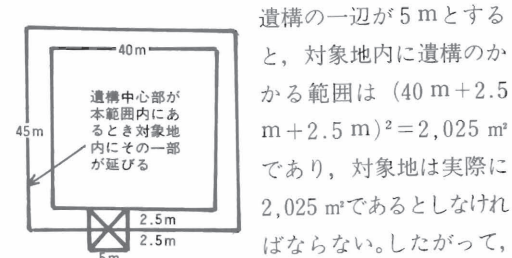 40m
遺構中心部が
本範囲内にあ
るとき対象地
内にその一部
が延びる
45m
2.5m
2.5m
5m
遺構の一辺が5mとする
と，対象地内に遺構のか
かる範囲は (40m+2.5
m+2.5m)²=2,025㎡
であり，対象地は実際に
2,025㎡であるとしなけれ
ばならない。したがって，